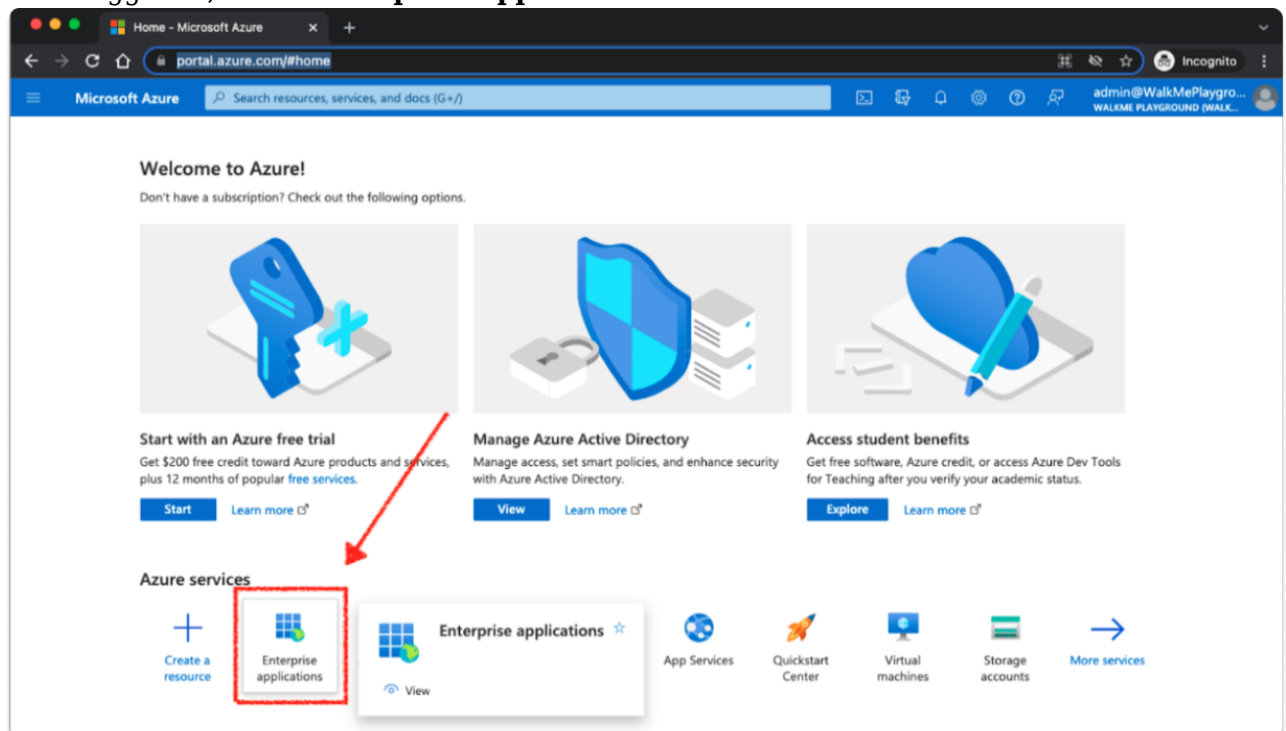 Home - Microsoft Azure
portal.azure.com/#home
Incognito
Microsoft Azure
Search resources, services, and docs (G+/)
admin@WalkMePlaygro...
WALKME PLAYGROUND (WALK...
Welcome to Azure!
Don't have a subscription? Check out the following options.
Start with an Azure free trial
Get $200 free credit toward Azure products and services,
plus 12 months of popular free services.
Start
Learn more
Manage Azure Active Directory
Manage access, set smart policies, and enhance security
with Azure Active Directory.
View
Learn more
Access student benefits
Get free software, Azure credit, or access Azure Dev Tools
for Teaching after you verify your academic status.
Explore
Learn more
Azure services
Create a
resource
Enterprise
applications
Enterprise applications
View
App Services
Quickstart
Center
Virtual
machines
Storage
accounts
More services